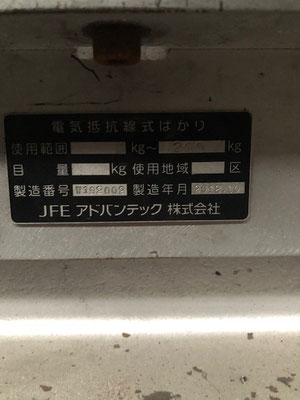 電気抵抗線式はかり
使用範囲 kg～ kg
目量 kg 使用地域 区
製造番号 製造年月
JFE アドバンテック 株式会社